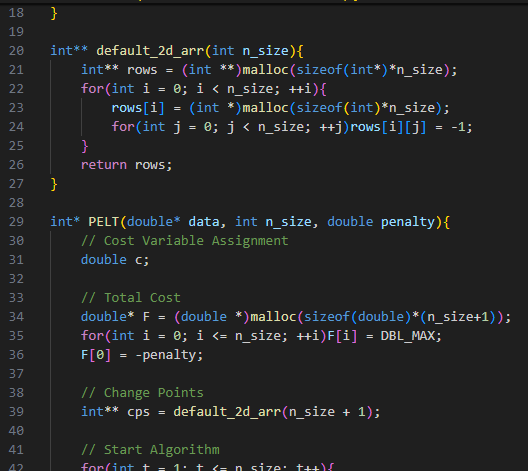 18 }
19
20 int** default_2d_arr(int n_size){
21 int** rows = (int **)malloc(sizeof(int*)*n_size);
22 for(int i = 0; i < n_size; ++i){
23 rows[i] = (int *)malloc(sizeof(int)*n_size);
24 for(int j = 0; j < n_size; ++j)rows[i][j] = -1;
25 }
26 return rows;
27 }
28
29 int* PELT(double* data, int n_size, double penalty){
30 // Cost Variable Assignment
31 double c;
32
33 // Total Cost
34 double* F = (double *)malloc(sizeof(double)*(n_size+1));
35 for(int i = 0; i <= n_size; ++i)F[i] = DBL_MAX;
36 F[0] = -penalty;
37
38 // Change Points
39 int** cps = default_2d_arr(n_size + 1);
40
41 // Start Algorithm
42 for(int t = 1; t <= n_size; t++){